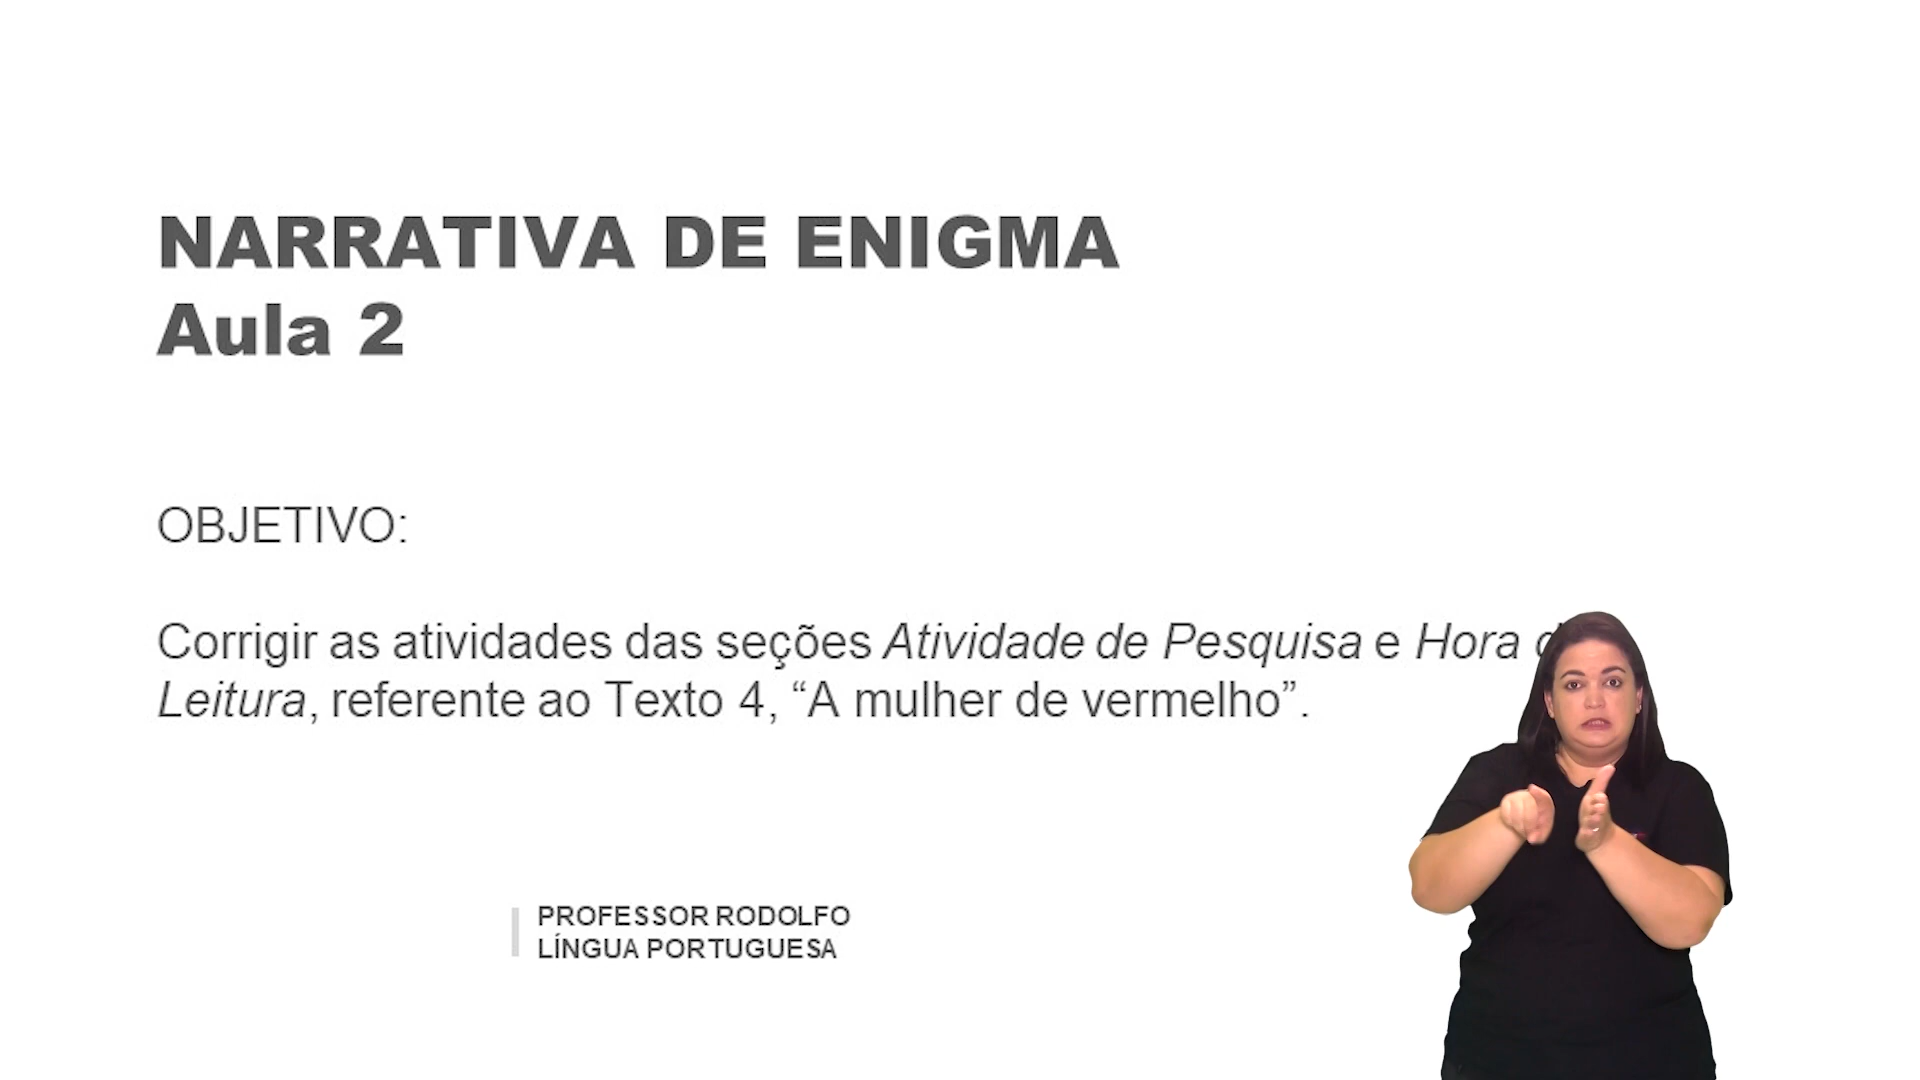 NARRATIVA DE ENIGMA
Aula 2
OBJETIVO:
Corrigir as atividades das seções Atividade de Pesquisa e Hora
Leitura, referente ao Texto 4, “A mulher de vermelho”.
PROFESSOR RODOLFO
LÍNGUA PORTUGUESA